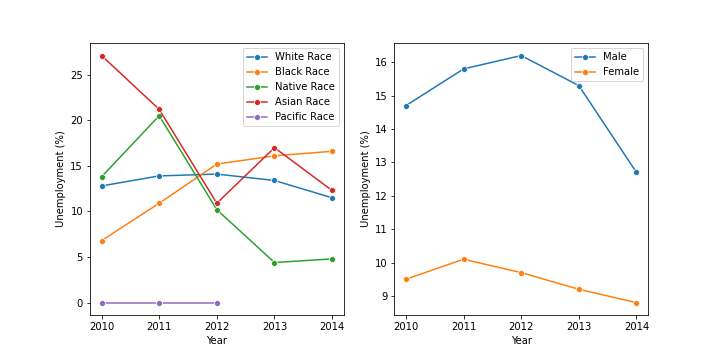 White Race
Black Race
Native Race
Asian Race
Pacific Race
25
20
15
10
5
0
Unemployment (%)
2010 2011 2012 2013 2014
Year
Male
Female
16
15
14
13
12
11
10
9
Unemployment (%)
2010 2011 2012 2013 2014
Year